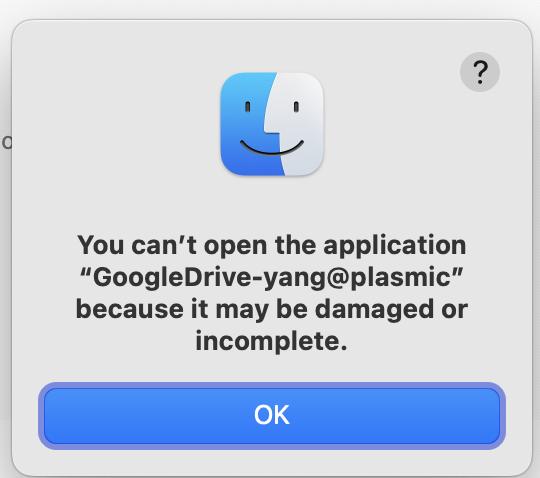 ?
o
You can’t open the application
“GoogleDrive-yang@plasmic”
because it may be damaged or
incomplete.
OK